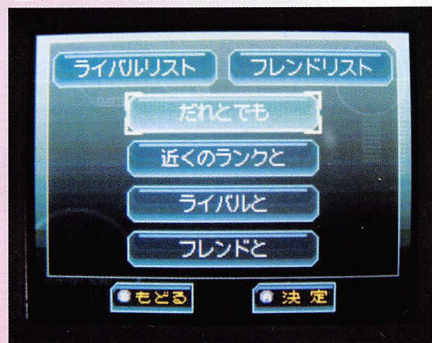 ライバルリスト フレンドリスト
だれとでも
近くのランクと
ライバルと
フレンドと
もどる 決定